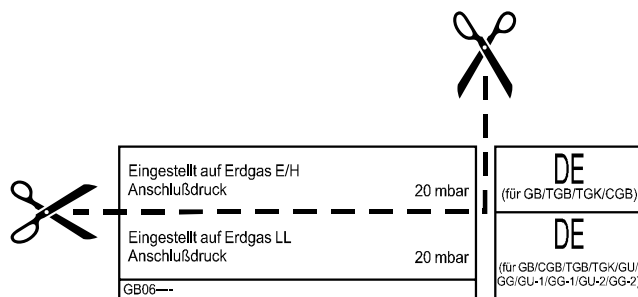 Eingestellt auf Erdgas E/H
Anschlußdruck 20 mbar
DE
(für GB/TGB/TGK/CGB)
Eingestellt auf Erdgas LL
Anschlußdruck 20 mbar
DE
(für GB/CGB/TGB/TGK/GU/
GG/GU-1/GG-1/GU-2/GG-2)
GB06----